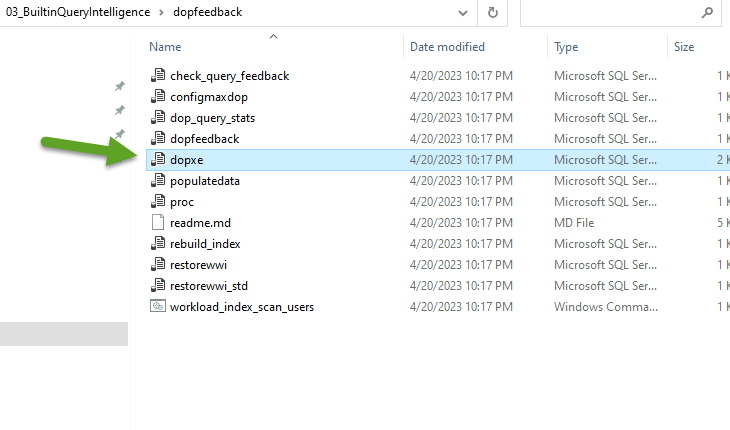 03_BuiltinQueryIntelligence > dopfeedback
Name Date modified Type Size
check_query_feedback 4/20/2023 10:17 PM Microsoft SQL Ser... 1 K
configmaxdop 4/20/2023 10:17 PM Microsoft SQL Ser... 1 K
dop_query_stats 4/20/2023 10:17 PM Microsoft SQL Ser... 1 K
dopfeedback 4/20/2023 10:17 PM Microsoft SQL Ser... 1 K
dopxe 4/20/2023 10:17 PM Microsoft SQL Ser... 2 K
populatedata 4/20/2023 10:17 PM Microsoft SQL Ser... 1 K
proc 4/20/2023 10:17 PM Microsoft SQL Ser... 1 K
readme.md 4/20/2023 10:17 PM MD File 5 K
rebuild_index 4/20/2023 10:17 PM Microsoft SQL Ser... 1 K
restorewwi 4/20/2023 10:17 PM Microsoft SQL Ser... 1 K
restorewwi_std 4/20/2023 10:17 PM Microsoft SQL Ser... 1 K
workload_index_scan_users 4/20/2023 10:17 PM Windows Comma... 1 K